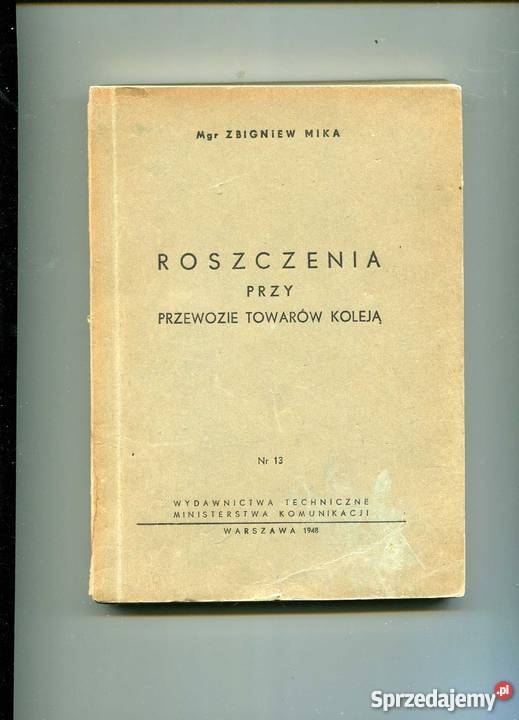 Mgr ZBIGNIEW MIKA
ROSZCZENIA
PRZY
PRZEWOZIE TOWARÓW KOLEJĄ
Nr 13
WYDAWNICTWA TECHNICZNE
MINISTERSTWA KOMUNIKACJI
WARSZAWA 1948
Sprzedajemy.pl